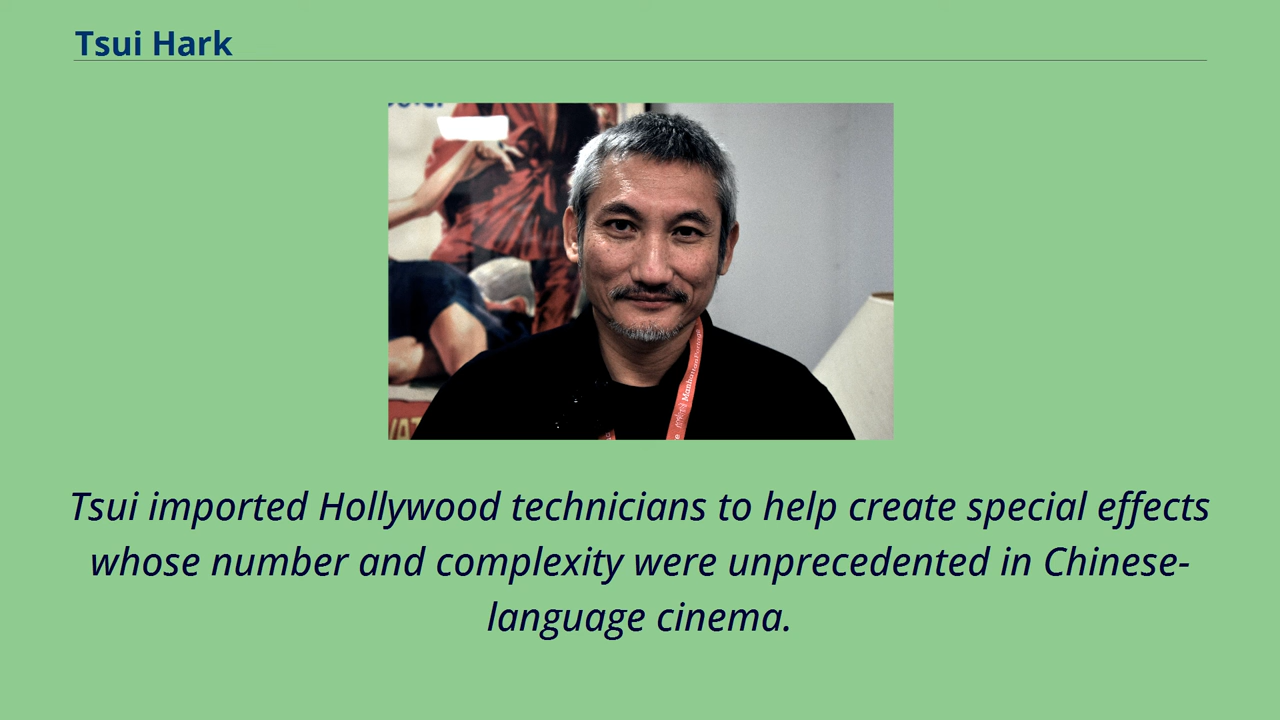 Tsui Hark
Tsui imported Hollywood technicians to help create special effects
whose number and complexity were unprecedented in Chinese-
language cinema.